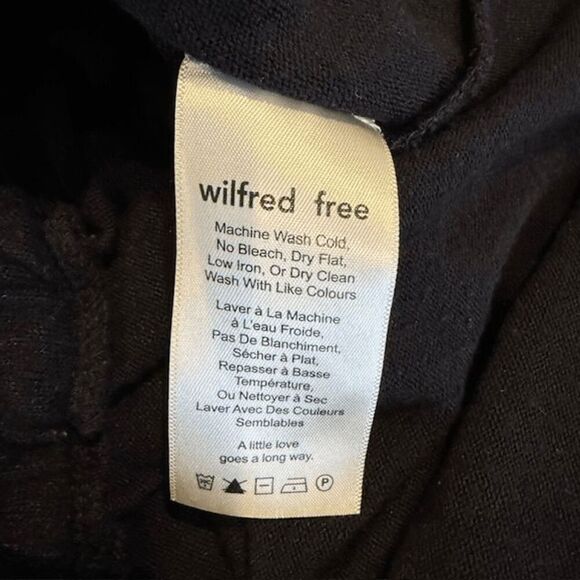 wilfred free
Machine Wash Cold,
No Bleach, Dry Flat,
Low Iron, Or Dry Clean
Wash With Like Colours
Laver à La Machine
à L'eau Froide,
Pas De Blanchiment,
Sécher à Plat,
Repasser à Basse
Température,
Ou Nettoyer à Sec
Laver Avec Des Couleurs
Semblables
A little love
goes a long way.
P